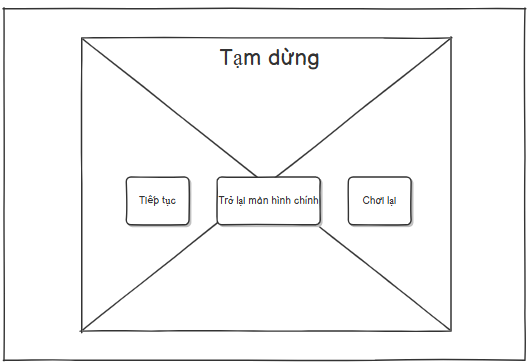 Tạm dừng
Tiếp tục
Trở lại màn hình chính
Chơi lại